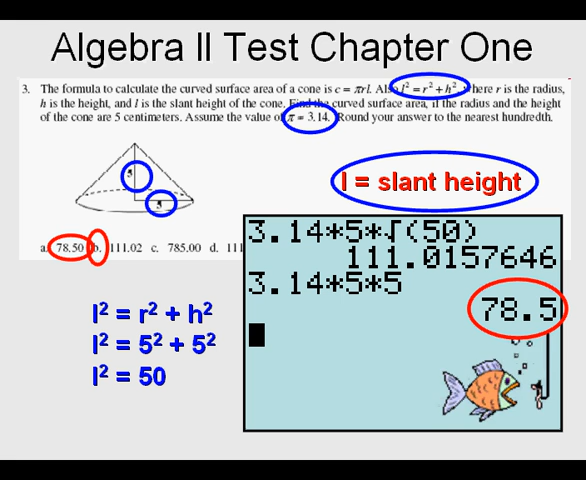 Algebra II Test Chapter One
3. The formula to calculate the curved surface area of a cone is c = πrl. Also l² = r² + h², where r is the radius,
h is the height, and l is the slant height of the cone. Find the curved surface area, if the radius and the height
of the cone are 5 centimeters. Assume the value of π = 3.14. Round your answer to the nearest hundredth.
5
5
l = slant height
a. 78.50 b. 111.02 c. 785.00 d. 111
l² = r² + h²
l² = 5² + 5²
l² = 50
3.14*5*√(50)
111.0157646
3.14*5*5
78.5